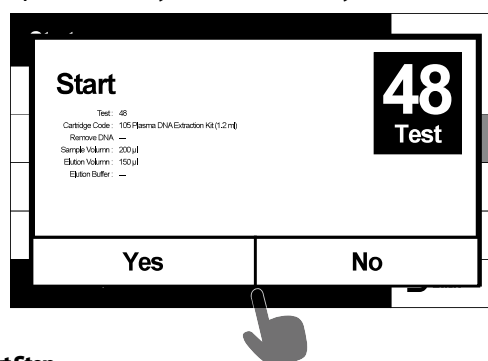 Start
48
Test
Test : 48
Cartridge Code : 105 Plasma DNA Extraction Kit (1.2 ml)
Remove DNA —
Sample Volumn : 200 µl
Elution Volumn : 150 µl
Elution Buffer : —
Yes
No